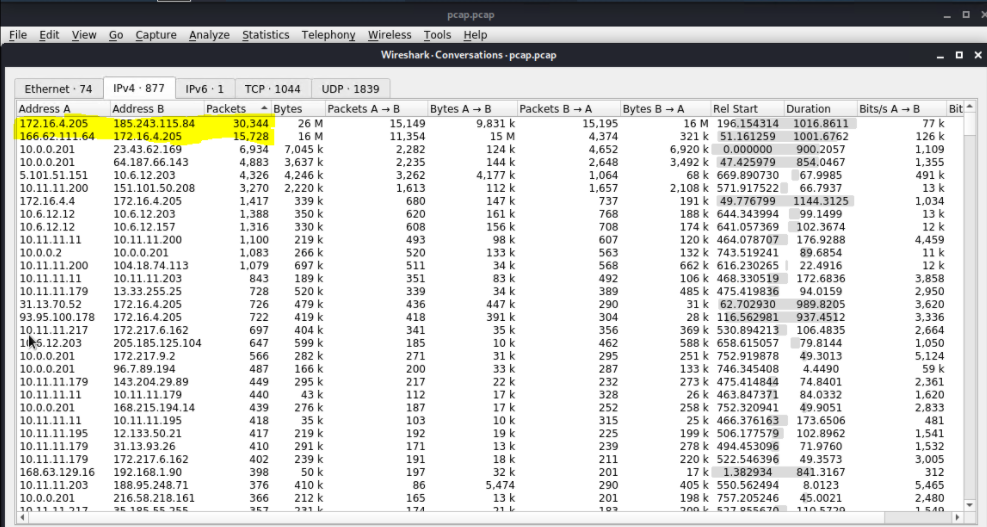 pcap.pcap
File Edit View Go Capture Analyze Statistics Telephony Wireless Tools Help
Wireshark · Conversations · pcap.pcap
Ethernet · 74 IPv4 · 877 IPv6 · 1 TCP · 1044 UDP · 1839
Address A Address B Packets Bytes Packets A → B Bytes A → B Packets B → A Bytes B → A Rel Start Duration Bits/s A → B Bit
172.16.4.205 185.243.115.84 30,344 26 M 15,149 9,831 k 15,195 16 M 196.154314 1016.8611 77 k
166.62.111.64 172.16.4.205 15,728 16 M 11,354 15 M 4,374 321 k 51.161259 1001.6762 126 k
10.0.0.201 23.43.62.169 6,934 7,045 k 2,282 124 k 4,652 6,920 k 0.000000 900.2057 1,109
10.0.0.201 64.187.66.143 4,883 3,637 k 2,235 144 k 2,648 3,492 k 47.425979 854.0467 1,355
5.101.51.151 10.6.12.203 4,326 4,246 k 3,262 4,177 k 1,064 68 k 669.890730 67.9985 491 k
10.11.11.200 151.101.50.208 3,270 2,220 k 1,613 112 k 1,657 2,108 k 571.917522 66.7937 13 k
172.16.4.4 172.16.4.205 1,417 339 k 680 147 k 737 191 k 49.776799 1144.3125 1,034
10.6.12.12 10.6.12.203 1,388 350 k 620 161 k 768 188 k 644.343994 99.1499 13 k
10.6.12.12 10.6.12.157 1,316 330 k 608 156 k 708 174 k 641.057369 102.3674 12 k
10.11.11.11 10.11.11.200 1,100 219 k 493 98 k 607 120 k 464.078707 176.9288 4,459
10.0.0.2 10.0.0.201 1,083 266 k 520 133 k 563 132 k 743.519241 89.6854 11 k
10.11.11.200 104.18.74.113 1,079 697 k 511 34 k 568 662 k 616.230265 22.4916 12 k
10.11.11.11 10.11.11.203 843 189 k 351 83 k 492 106 k 468.330519 172.6836 3,858
10.11.11.179 13.33.255.25 728 520 k 339 34 k 389 485 k 475.419836 94.0159 2,950
31.13.70.52 172.16.4.205 726 479 k 436 447 k 290 31 k 62.702930 989.8205 3,620
93.95.100.178 172.16.4.205 722 419 k 418 391 k 304 28 k 116.562981 937.4512 3,336
10.11.11.217 172.217.6.162 697 404 k 341 35 k 356 369 k 530.894213 106.4835 2,664
10.6.12.203 205.185.125.104 647 599 k 185 10 k 462 588 k 658.615057 79.8144 1,050
10.0.0.201 172.217.9.2 566 282 k 271 31 k 295 251 k 752.919878 49.3013 5,124
10.0.0.201 96.7.89.194 487 166 k 200 33 k 287 133 k 746.345408 4.4490 59 k
10.11.11.179 143.204.29.89 449 295 k 217 22 k 232 273 k 475.414844 74.8401 2,361
10.11.11.11 10.11.11.179 440 43 k 112 17 k 328 26 k 463.847371 84.0332 1,620
10.0.0.201 168.215.194.14 439 276 k 187 17 k 252 258 k 752.320941 49.9051 2,833
10.11.11.11 10.11.11.195 418 35 k 103 10 k 315 25 k 466.376163 173.6506 481
10.11.11.195 12.133.50.21 417 219 k 192 19 k 225 199 k 506.177579 102.8962 1,541
10.11.11.179 31.13.93.26 410 291 k 171 13 k 239 278 k 494.453096 71.9760 1,532
10.11.11.179 172.217.6.162 402 239 k 191 18 k 211 220 k 522.546396 49.3573 3,005
168.63.129.16 192.168.1.90 398 50 k 197 32 k 201 17 k 1.382934 841.3167 312
10.11.11.203 188.95.248.71 376 410 k 86 5,474 290 405 k 550.562494 8.0123 5,465
10.0.0.201 216.58.218.161 366 212 k 165 13 k 201 198 k 757.207246 45.0021 2,480
10.11.11.217 35.185.55.255 357 231 k 174 21 k 183 209 k 527.855670 110.5729 1,549